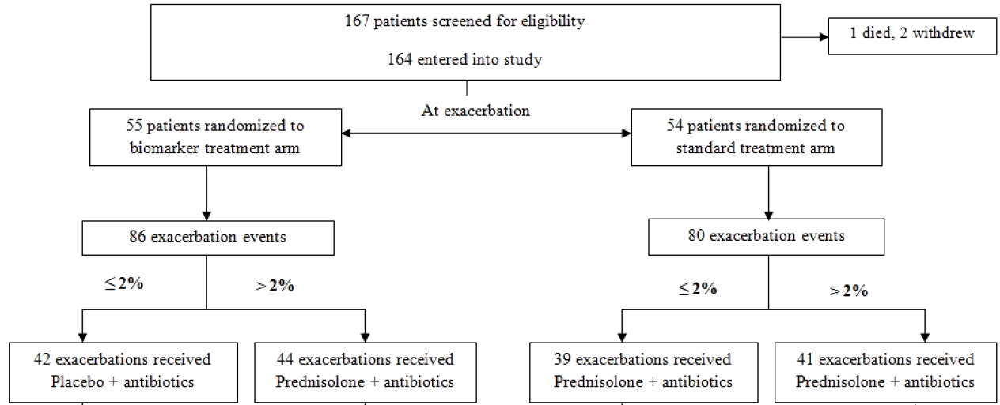 167 patients screened for eligibility
164 entered into study
1 died, 2 withdrew
At exacerbation
55 patients randomized to
biomarker treatment arm
54 patients randomized to
standard treatment arm
86 exacerbation events
80 exacerbation events
≤2%
>2%
≤2%
>2%
42 exacerbations received
Placebo + antibiotics
44 exacerbations received
Prednisolone + antibiotics
39 exacerbations received
Prednisolone + antibiotics
41 exacerbations received
Prednisolone + antibiotics